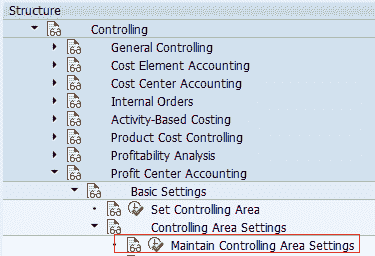 Structure
Controlling
General Controlling
Cost Element Accounting
Cost Center Accounting
Internal Orders
Activity-Based Costing
Product Cost Controlling
Profitability Analysis
Profit Center Accounting
Basic Settings
Set Controlling Area
Controlling Area Settings
Maintain Controlling Area Settings